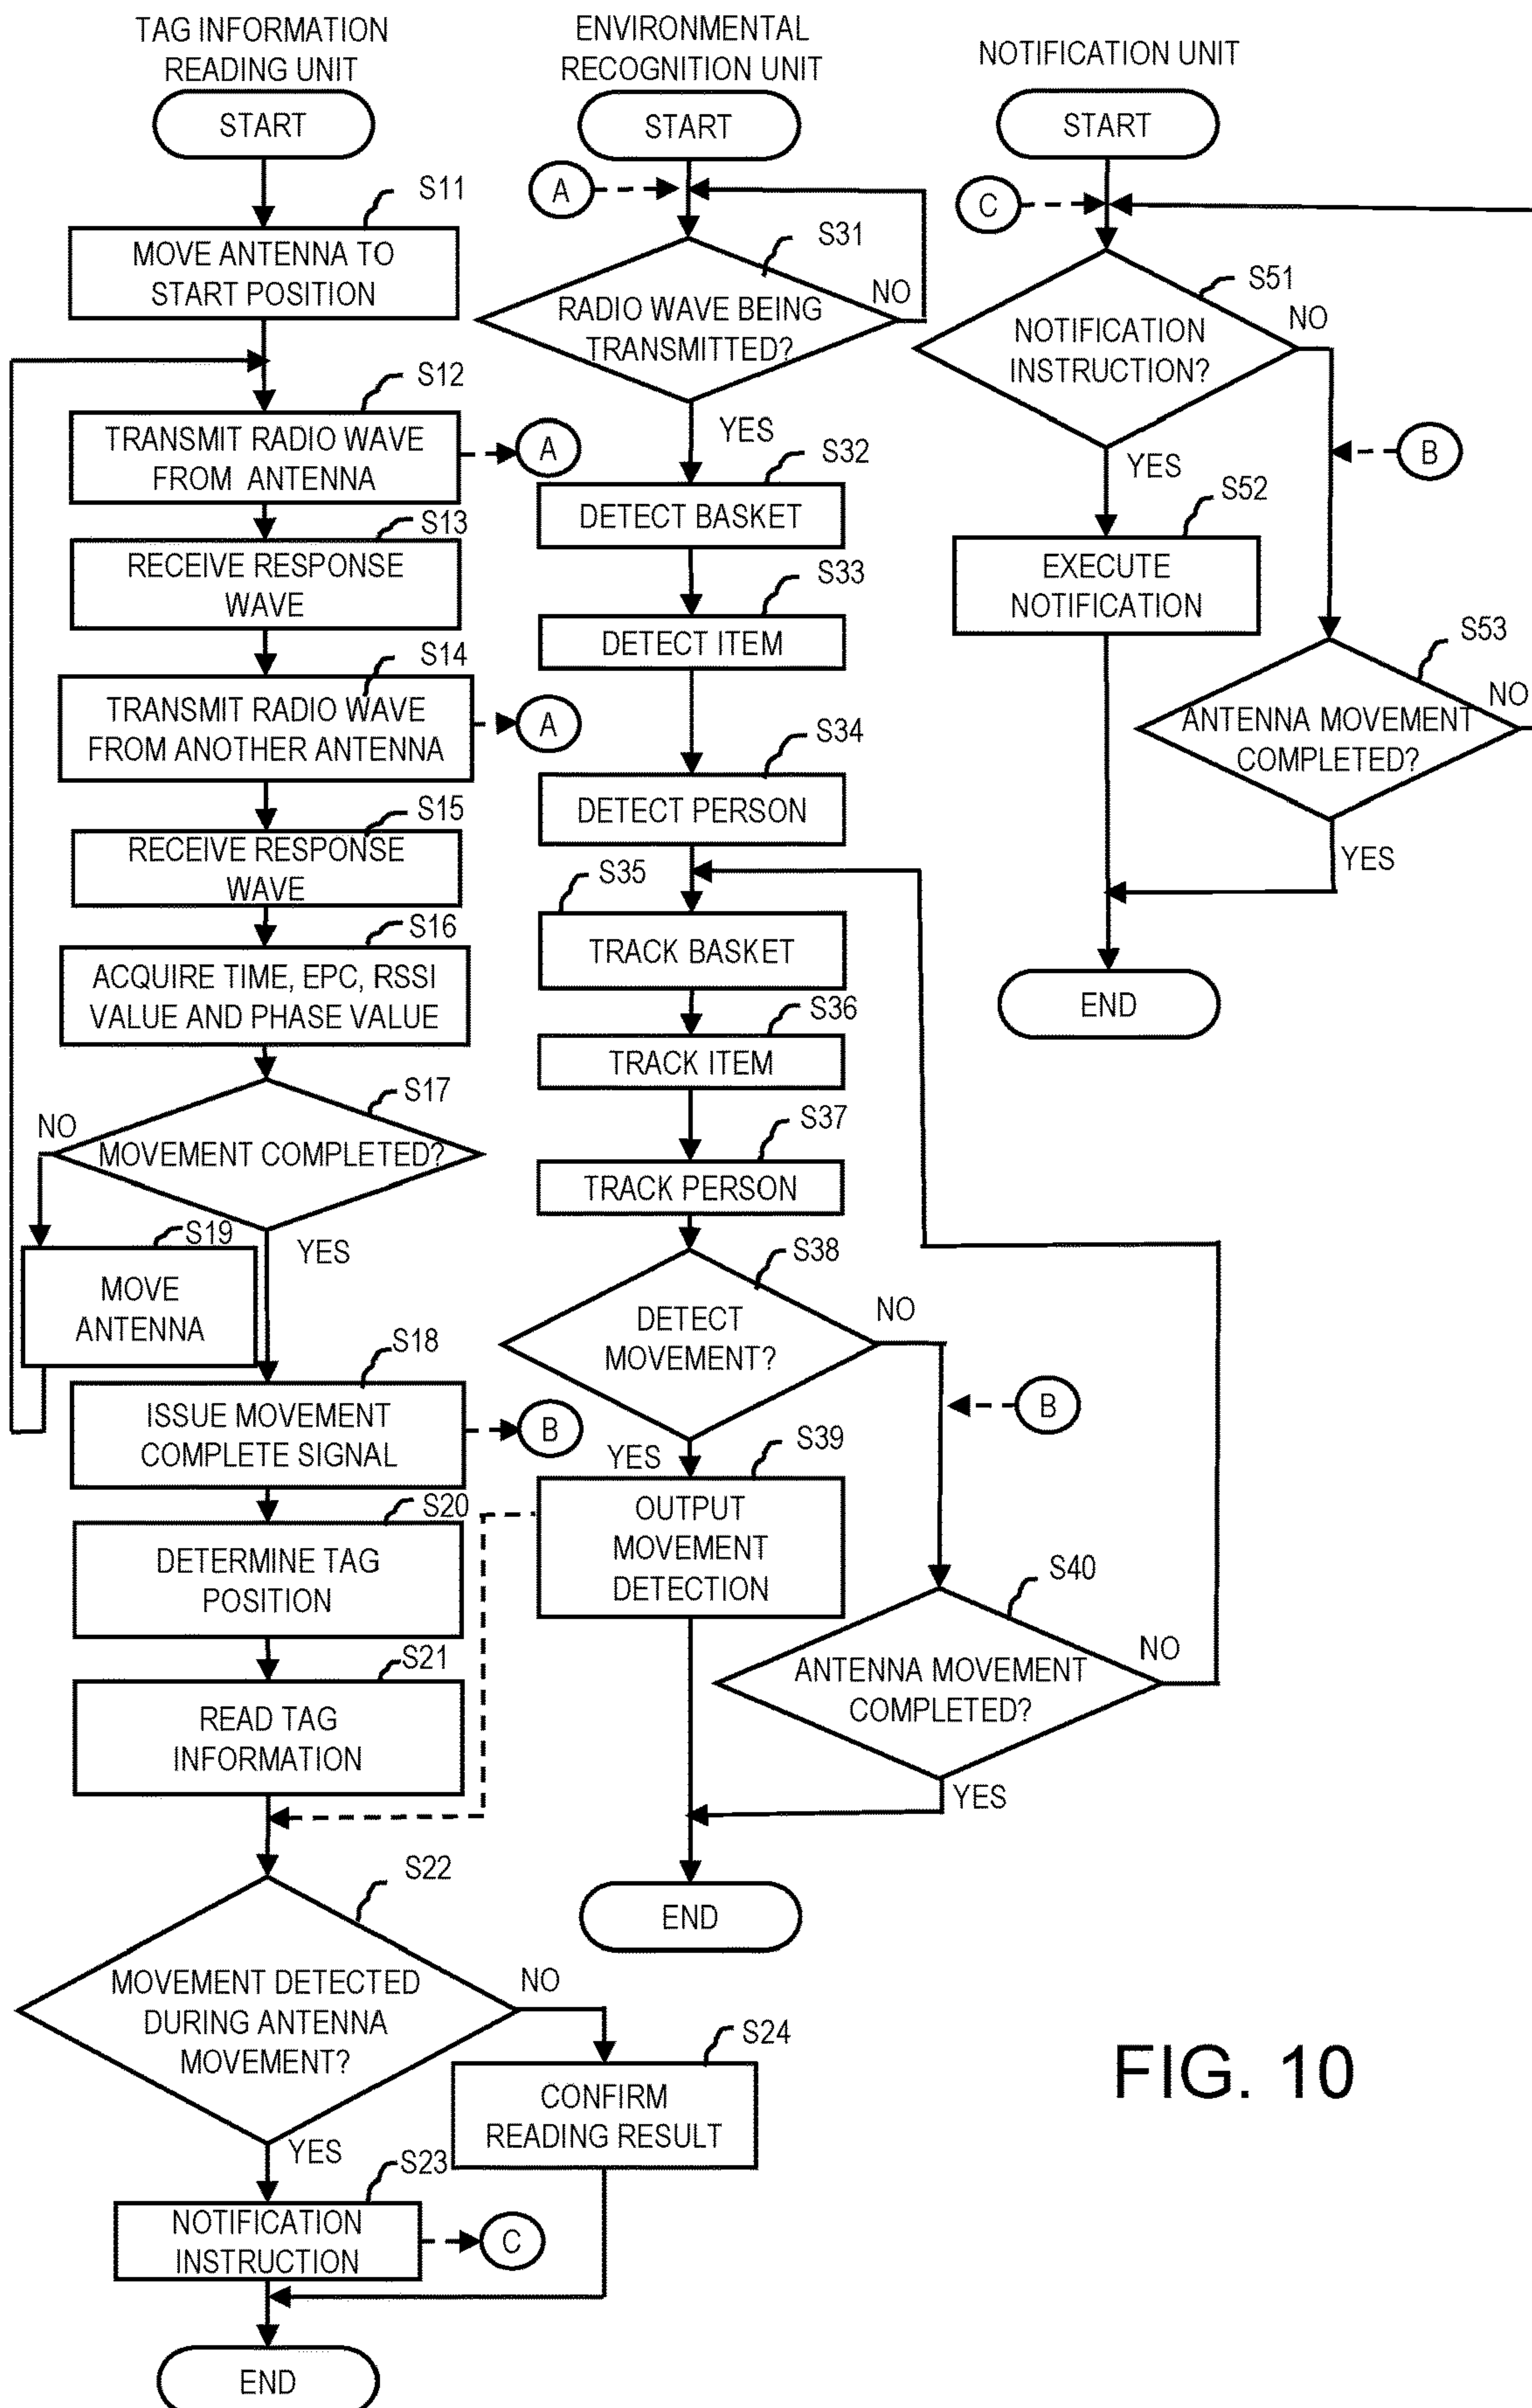 TAG INFORMATION
READING UNIT
START
S11
MOVE ANTENNA TO
START POSITION
S12
TRANSMIT RADIO WAVE
FROM ANTENNA
A
S13
RECEIVE RESPONSE
WAVE
S14
TRANSMIT RADIO WAVE
FROM ANOTHER ANTENNA
A
S15
RECEIVE RESPONSE
WAVE
S16
ACQUIRE TIME, EPC, RSSI
VALUE AND PHASE VALUE
S17
NO
MOVEMENT COMPLETED?
S19
YES
MOVE
ANTENNA
S18
ISSUE MOVEMENT
COMPLETE SIGNAL
B
S20
DETERMINE TAG
POSITION
S21
READ TAG
INFORMATION
S22
MOVEMENT DETECTED
DURING ANTENNA
MOVEMENT?
NO
S24
CONFIRM
READING RESULT
YES
S23
NOTIFICATION
INSTRUCTION
C
END
ENVIRONMENTAL
RECOGNITION UNIT
START
A
S31
RADIO WAVE BEING
TRANSMITTED?
NO
YES
S32
DETECT BASKET
S33
DETECT ITEM
S34
DETECT PERSON
S35
TRACK BASKET
S36
TRACK ITEM
S37
TRACK PERSON
S38
DETECT
MOVEMENT?
NO
B
YES
S39
OUTPUT
MOVEMENT
DETECTION
S40
ANTENNA MOVEMENT
COMPLETED?
NO
YES
END
NOTIFICATION UNIT
START
C
S51
NOTIFICATION
INSTRUCTION?
NO
B
YES
S52
EXECUTE
NOTIFICATION
S53
ANTENNA MOVEMENT
COMPLETED?
NO
YES
END
FIG. 10